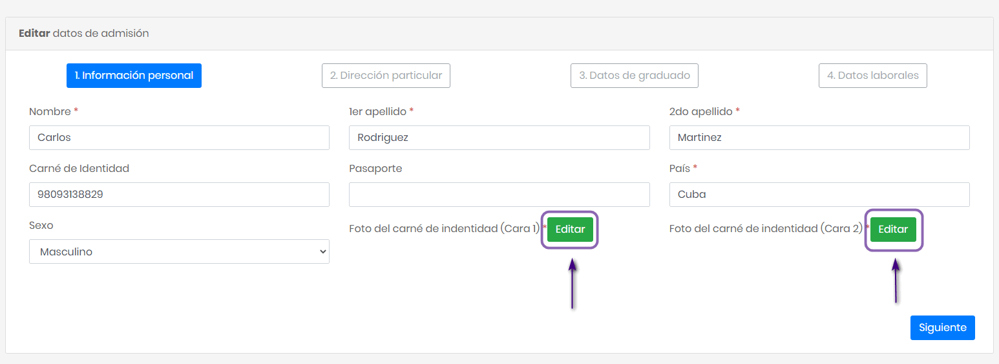 Editar datos de admisión
1. Información personal
2. Dirección particular
3. Datos de graduado
4. Datos laborales
Nombre *
1er apellido *
2do apellido *
Carlos
Rodriguez
Martinez
Carné de Identidad
Pasaporte
País *
98093138829
Cuba
Sexo
Foto del carné de indentidad (Cara 1) * Editar
Foto del carné de indentidad (Cara 2) * Editar
Masculino
Siguiente